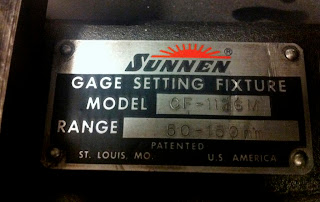 SUNNEN®
GAGE SETTING FIXTURE
MODEL
RANGE
PATENTED
ST. LOUIS, MO. U.S. AMERICA